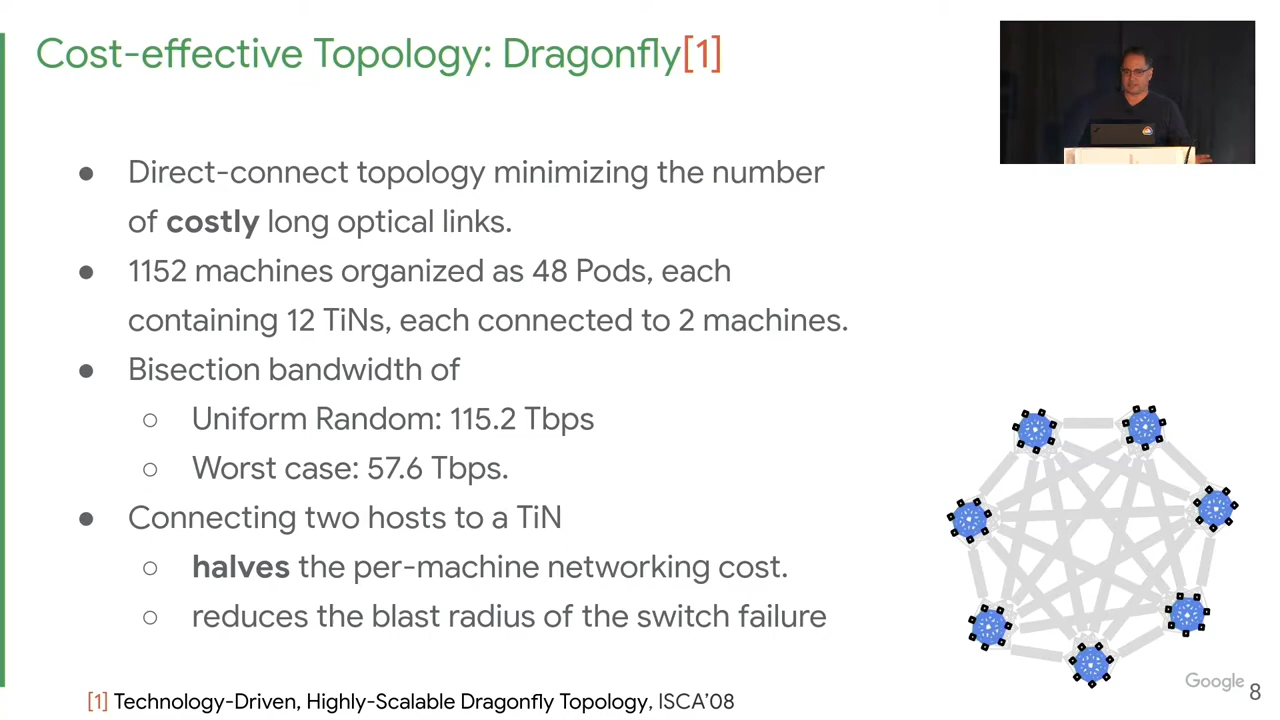 Cost-effective Topology: Dragonfly[1]
● Direct-connect topology minimizing the number
of costly long optical links.
● 1152 machines organized as 48 Pods, each
containing 12 TiNs, each connected to 2 machines.
● Bisection bandwidth of
○ Uniform Random: 115.2 Tbps
○ Worst case: 57.6 Tbps.
● Connecting two hosts to a TiN
○ halves the per-machine networking cost.
○ reduces the blast radius of the switch failure
[1] Technology-Driven, Highly-Scalable Dragonfly Topology, ISCA'08
Google 8